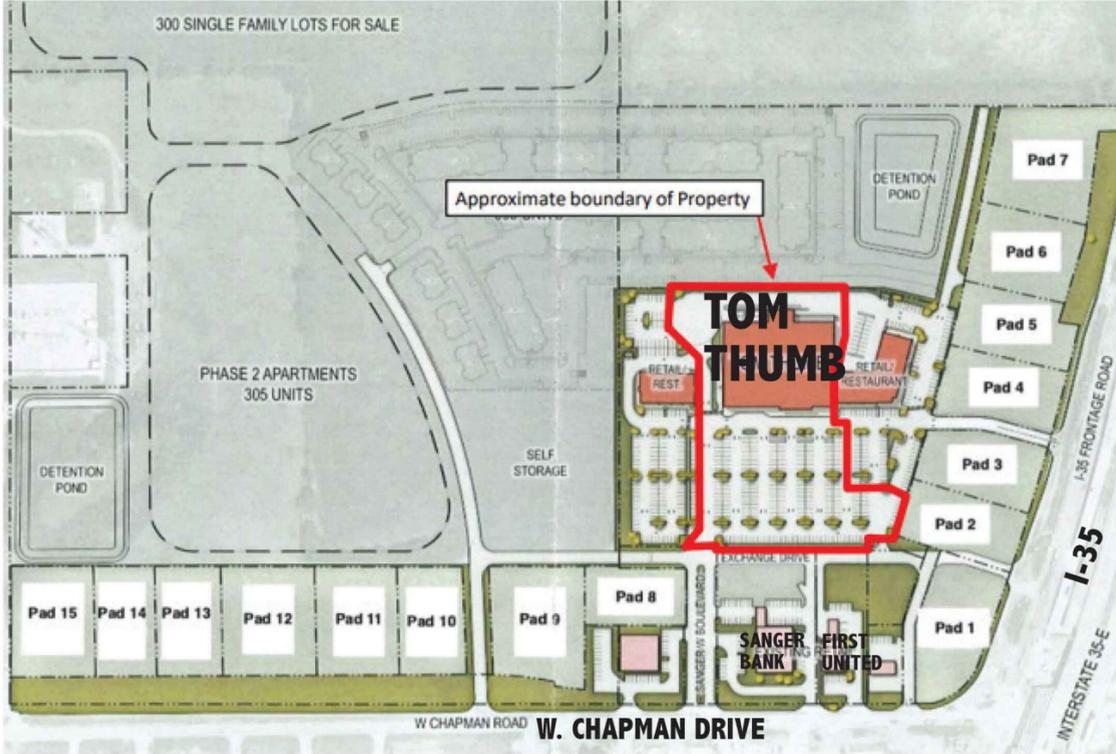 300 SINGLE FAMILY LOTS FOR SALE
Pad 7
DETENTION
POND
Approximate boundary of Property
UNITS
Pad 6
TOM
THUMB
Pad 5
RETAIL/
REST
RETAIL/
RESTAURANT
PHASE 2 APARTMENTS
305 UNITS
Pad 4
I-35 FRONTAGE ROAD
DETENTION
POND
SELF
STORAGE
Pad 3
Pad 2
I-35
EXCHANGE DRIVE
Pad 15
Pad 14
Pad 13
Pad 12
Pad 11
Pad 10
Pad 9
Pad 8
SANGER
BANK
FIRST
UNITED
EXISTING
Pad 1
BOULEVARD
INTERSTATE 35-E
W CHAPMAN ROAD
W. CHAPMAN DRIVE